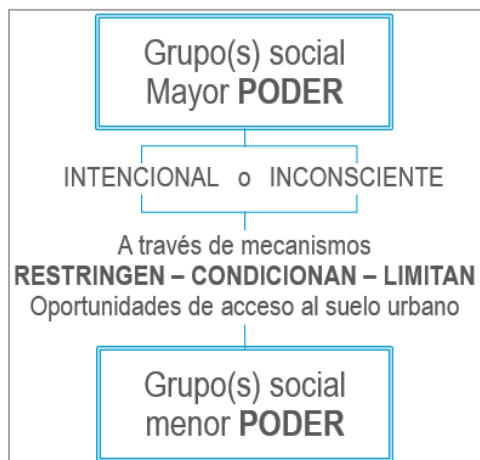 Grupo(s) social
Mayor PODER
INTENCIONAL o INCONSCIENTE
A través de mecanismos
RESTRINGEN – CONDICIONAN – LIMITAN
Oportunidades de acceso al suelo urbano
Grupo(s) social
menor PODER